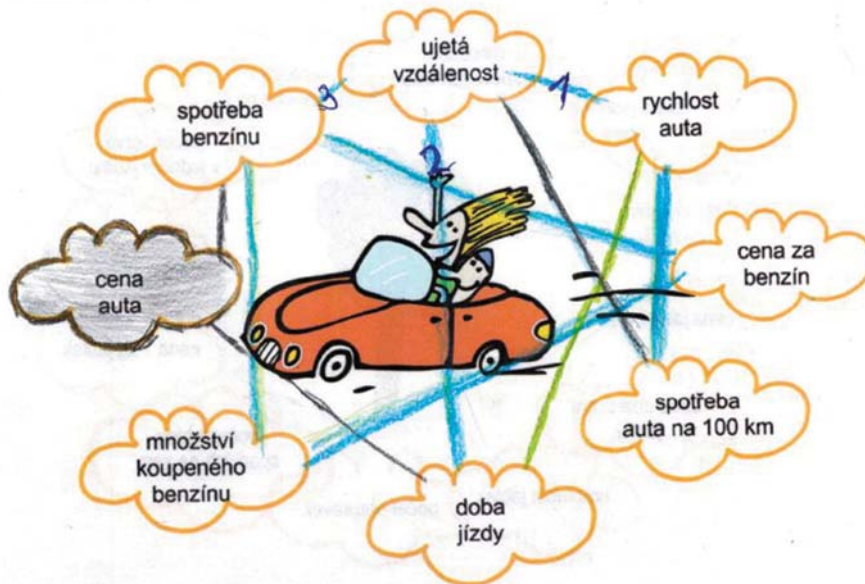 ujetá
vzdálenost
3
1
spotřeba
benzínu
rychlost
auta
2
cena
auta
cena za
benzín
množství
koupeného
benzínu
spotřeba
auta na 100 km
doba
jízdy